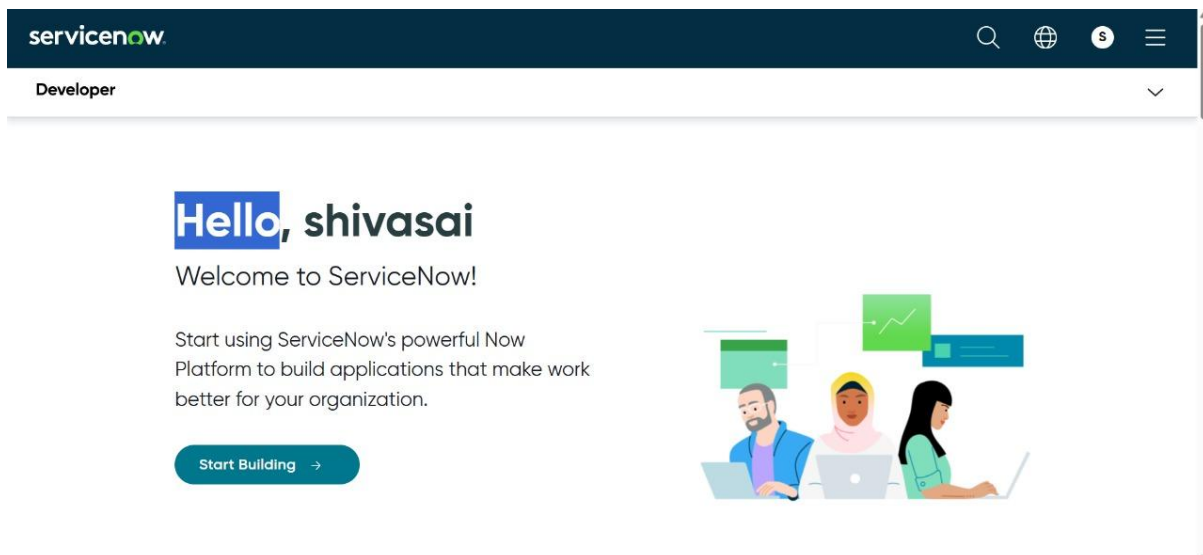 servicenow
S
Developer
Hello, shivasai
Welcome to ServiceNow!
Start using ServiceNow's powerful Now
Platform to build applications that make work
better for your organization.
Start Building →